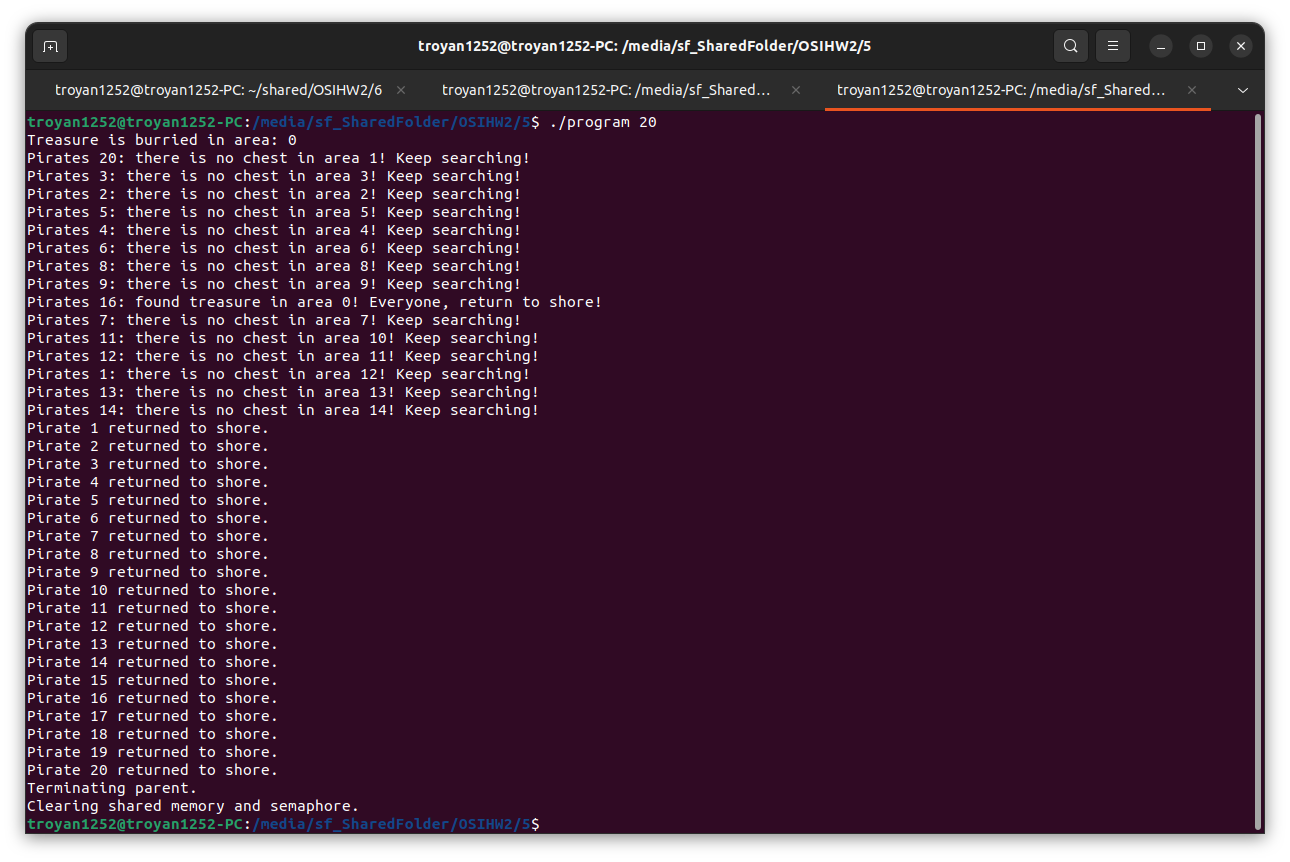 troyan1252@troyan1252-PC: /media/sf_SharedFolder/OSIHW2/5
troyan1252@troyan1252-PC: ~/shared/OSIHW2/6
troyan1252@troyan1252-PC: /media/sf_Shared...
troyan1252@troyan1252-PC: /media/sf_Shared...
troyan1252@troyan1252-PC:/media/sf_SharedFolder/OSIHW2/5$ ./program 20
Treasure is burried in area: 0
Pirates 20: there is no chest in area 1! Keep searching!
Pirates 3: there is no chest in area 3! Keep searching!
Pirates 2: there is no chest in area 2! Keep searching!
Pirates 5: there is no chest in area 5! Keep searching!
Pirates 4: there is no chest in area 4! Keep searching!
Pirates 6: there is no chest in area 6! Keep searching!
Pirates 8: there is no chest in area 8! Keep searching!
Pirates 9: there is no chest in area 9! Keep searching!
Pirates 16: found treasure in area 0! Everyone, return to shore!
Pirates 7: there is no chest in area 7! Keep searching!
Pirates 11: there is no chest in area 10! Keep searching!
Pirates 12: there is no chest in area 11! Keep searching!
Pirates 1: there is no chest in area 12! Keep searching!
Pirates 13: there is no chest in area 13! Keep searching!
Pirates 14: there is no chest in area 14! Keep searching!
Pirate 1 returned to shore.
Pirate 2 returned to shore.
Pirate 3 returned to shore.
Pirate 4 returned to shore.
Pirate 5 returned to shore.
Pirate 6 returned to shore.
Pirate 7 returned to shore.
Pirate 8 returned to shore.
Pirate 9 returned to shore.
Pirate 10 returned to shore.
Pirate 11 returned to shore.
Pirate 12 returned to shore.
Pirate 13 returned to shore.
Pirate 14 returned to shore.
Pirate 15 returned to shore.
Pirate 16 returned to shore.
Pirate 17 returned to shore.
Pirate 18 returned to shore.
Pirate 19 returned to shore.
Pirate 20 returned to shore.
Terminating parent.
Clearing shared memory and semaphore.
troyan1252@troyan1252-PC:/media/sf_SharedFolder/OSIHW2/5$